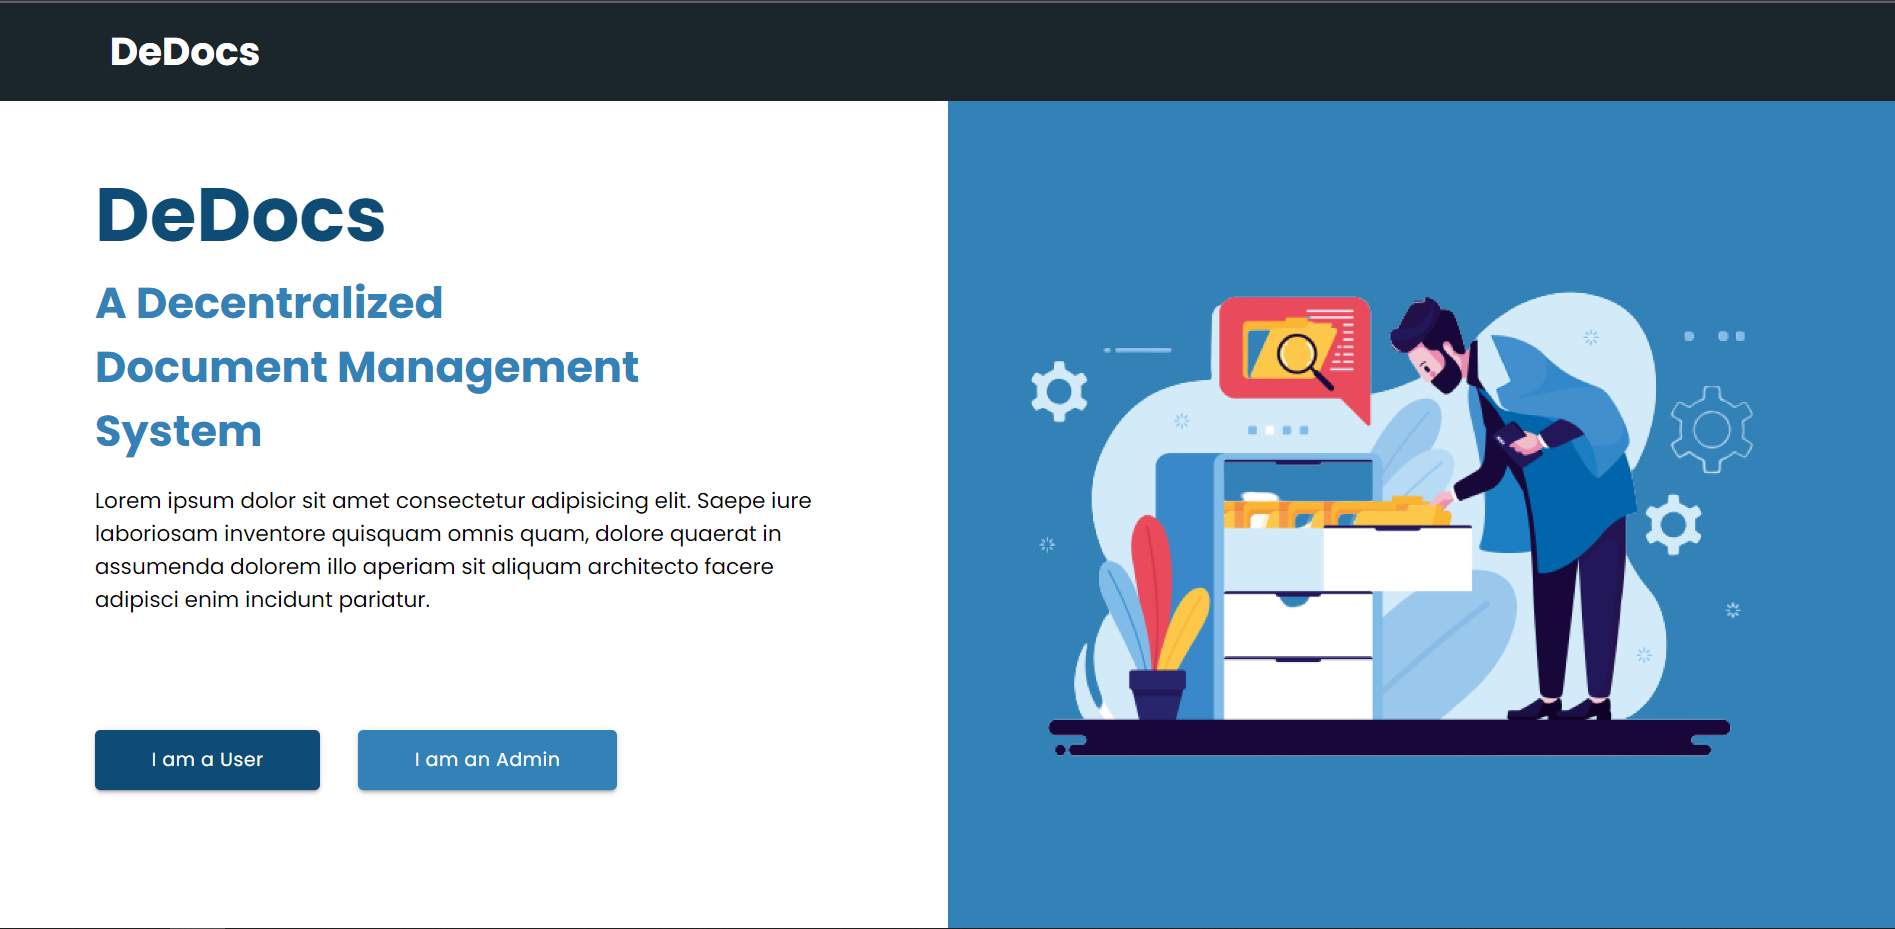 DeDocs
DeDocs
A Decentralized
Document Management
System
Lorem ipsum dolor sit amet consectetur adipisicing elit. Saepe iure
laboriosam inventore quisquam omnis quam, dolore quaerat in
assumenda dolorem illo aperiam sit aliquam architecto facere
adipisci enim incidunt pariatur.
I am a User
I am an Admin